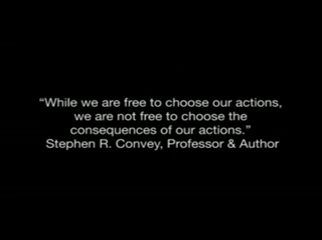 “While we are free to choose our actions,
we are not free to choose the
consequences of our actions.”
Stephen R. Convey, Professor & Author